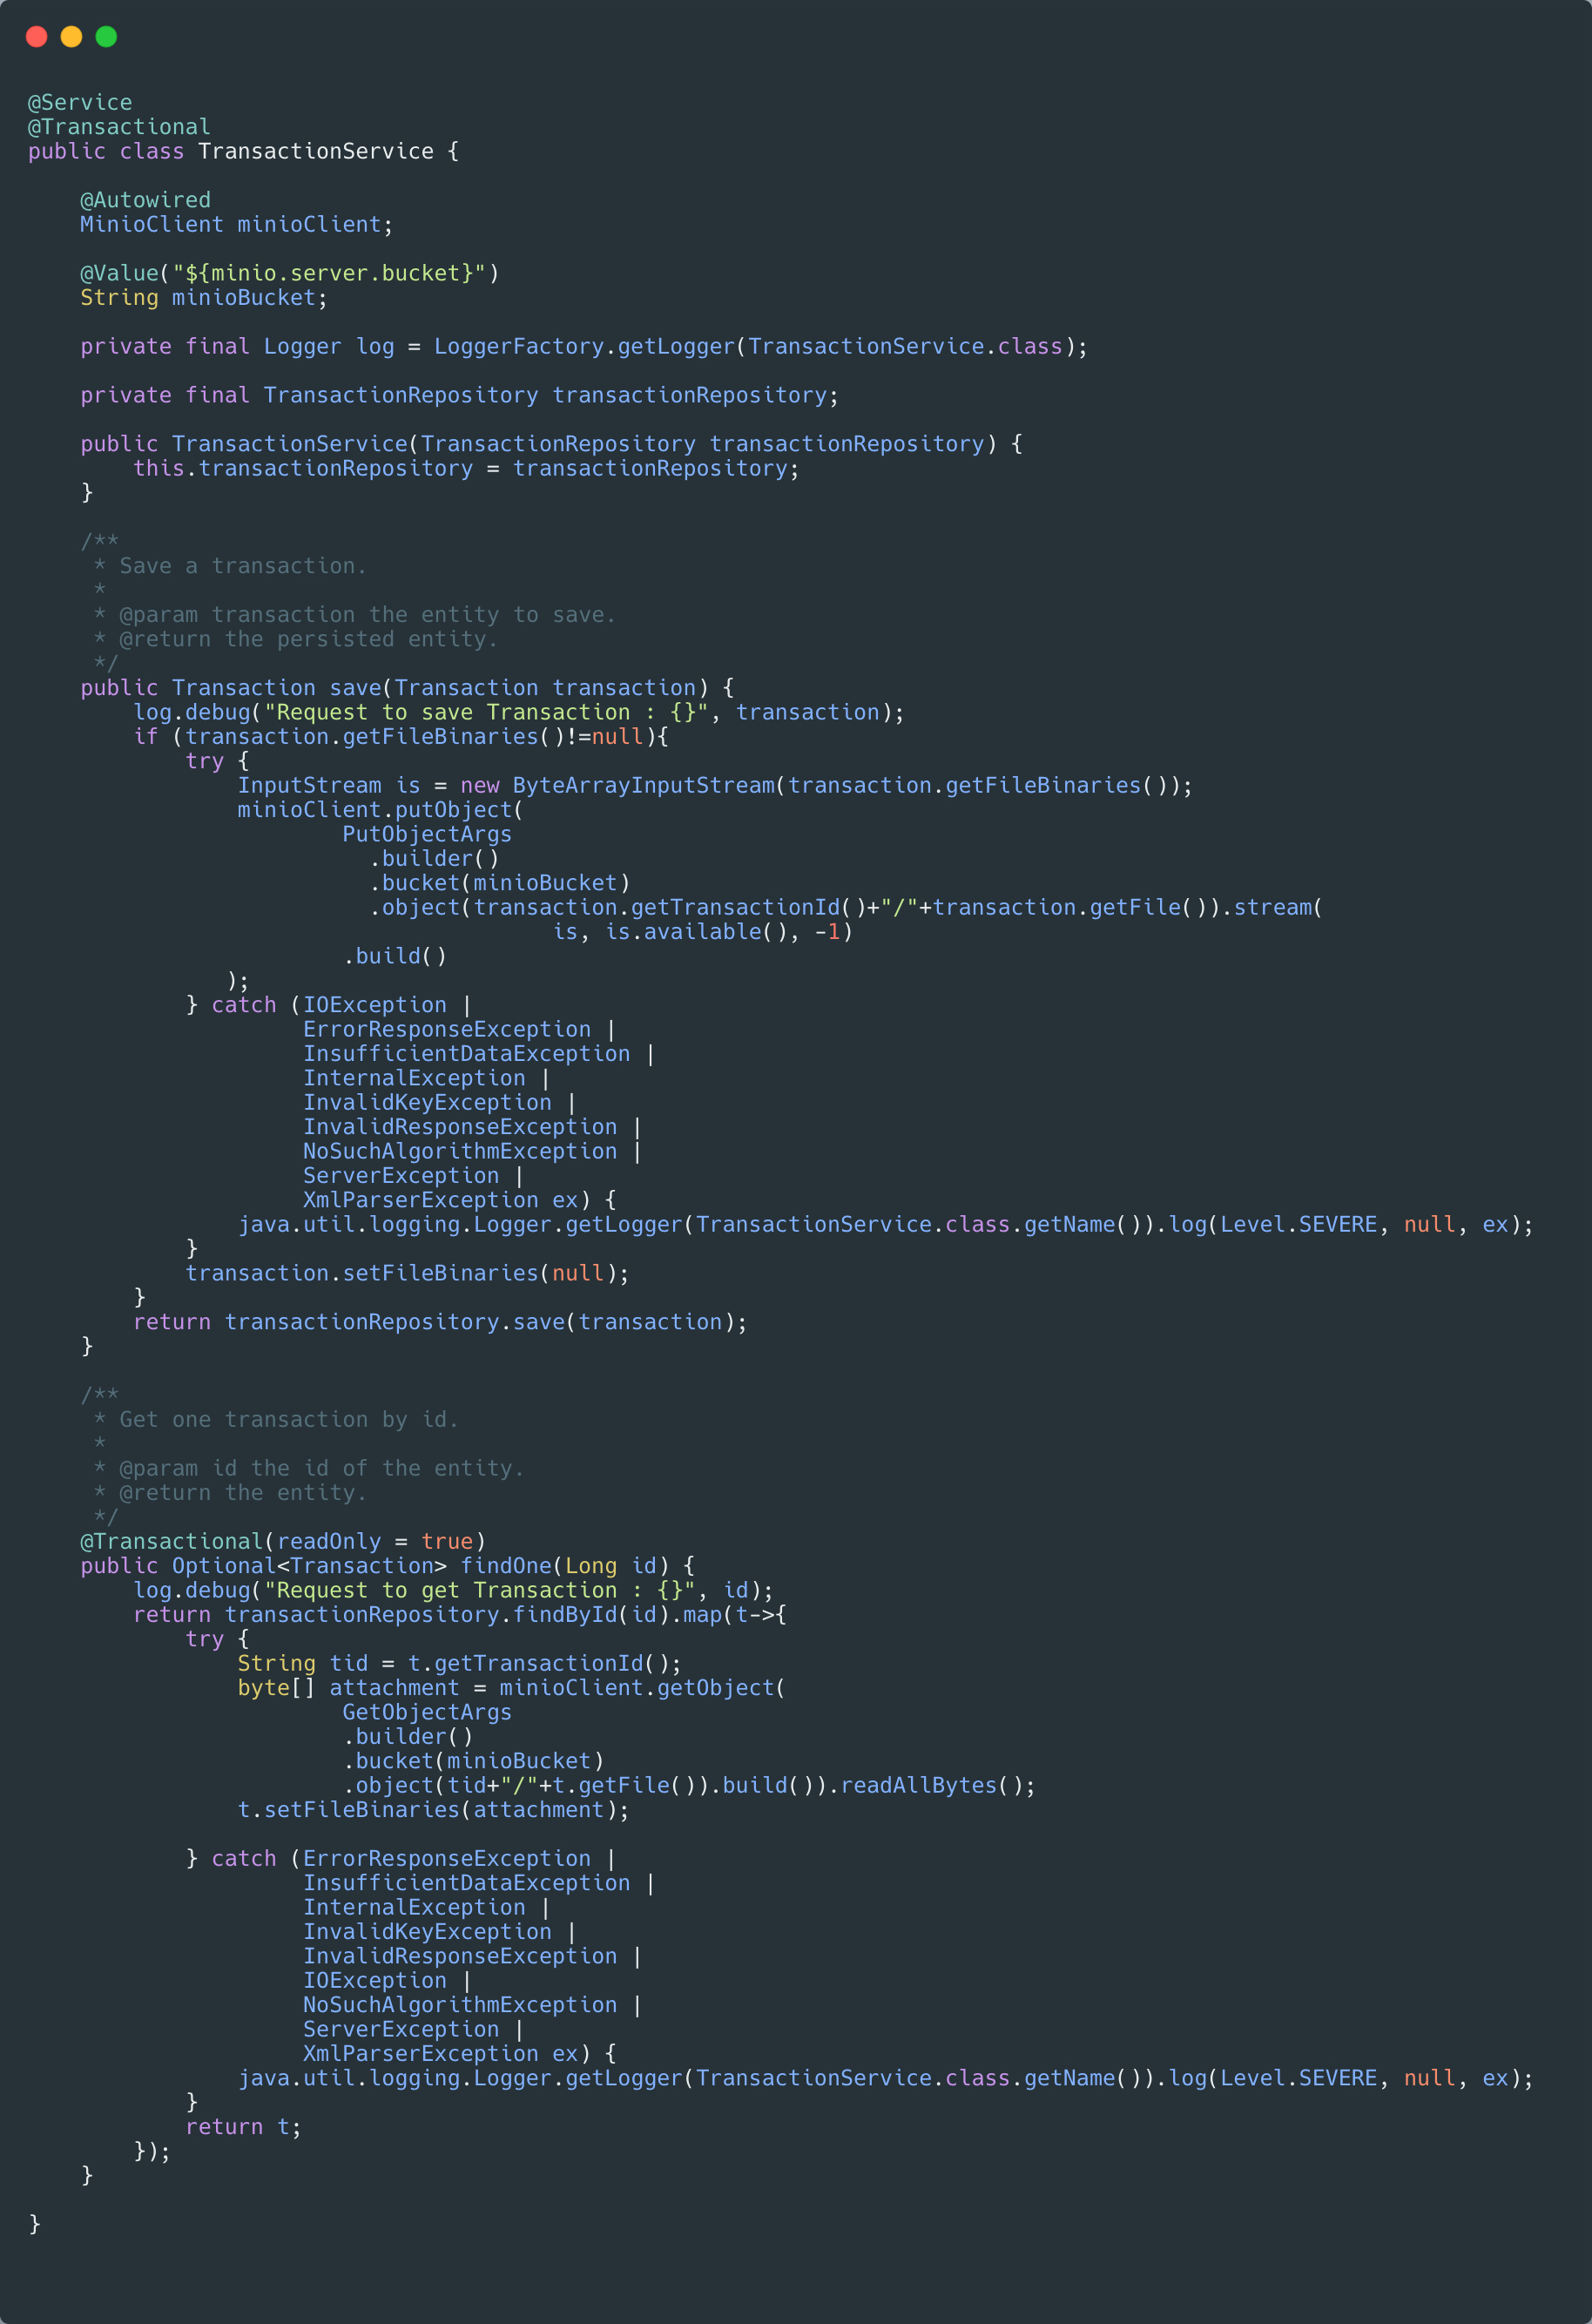 @Service
@Transactional
public class TransactionService {

    @Autowired
    MinioClient minioClient;

    @Value("${minio.server.bucket}")
    String minioBucket;

    private final Logger log = LoggerFactory.getLogger(TransactionService.class);

    private final TransactionRepository transactionRepository;

    public TransactionService(TransactionRepository transactionRepository) {
        this.transactionRepository = transactionRepository;
    }

    /**
     * Save a transaction.
     *
     * @param transaction the entity to save.
     * @return the persisted entity.
     */
    public Transaction save(Transaction transaction) {
        log.debug("Request to save Transaction : {}", transaction);
        if (transaction.getFileBinaries()!=null){
            try {
                InputStream is = new ByteArrayInputStream(transaction.getFileBinaries());
                minioClient.putObject(
                        PutObjectArgs
                          .builder()
                          .bucket(minioBucket)
                          .object(transaction.getTransactionId()+"/"+transaction.getFile()).stream(
                                        is, is.available(), -1)
                        .build()
               );
            } catch (IOException |
                     ErrorResponseException |
                     InsufficientDataException |
                     InternalException |
                     InvalidKeyException |
                     InvalidResponseException |
                     NoSuchAlgorithmException |
                     ServerException |
                     XmlParserException ex) {
                java.util.logging.Logger.getLogger(TransactionService.class.getName()).log(Level.SEVERE, null, ex);
            }
            transaction.setFileBinaries(null);
        }
        return transactionRepository.save(transaction);
    }

    /**
     * Get one transaction by id.
     *
     * @param id the id of the entity.
     * @return the entity.
     */
    @Transactional(readOnly = true)
    public Optional<Transaction> findOne(Long id) {
        log.debug("Request to get Transaction : {}", id);
        return transactionRepository.findById(id).map(t->{
            try {
                String tid = t.getTransactionId();
                byte[] attachment = minioClient.getObject(
                        GetObjectArgs
                        .builder()
                        .bucket(minioBucket)
                        .object(tid+"/"+t.getFile()).build()).readAllBytes();
                t.setFileBinaries(attachment);

            } catch (ErrorResponseException |
                     InsufficientDataException |
                     InternalException |
                     InvalidKeyException |
                     InvalidResponseException |
                     IOException |
                     NoSuchAlgorithmException |
                     ServerException |
                     XmlParserException ex) {
                java.util.logging.Logger.getLogger(TransactionService.class.getName()).log(Level.SEVERE, null, ex);
            }
            return t;
        });
    }

}